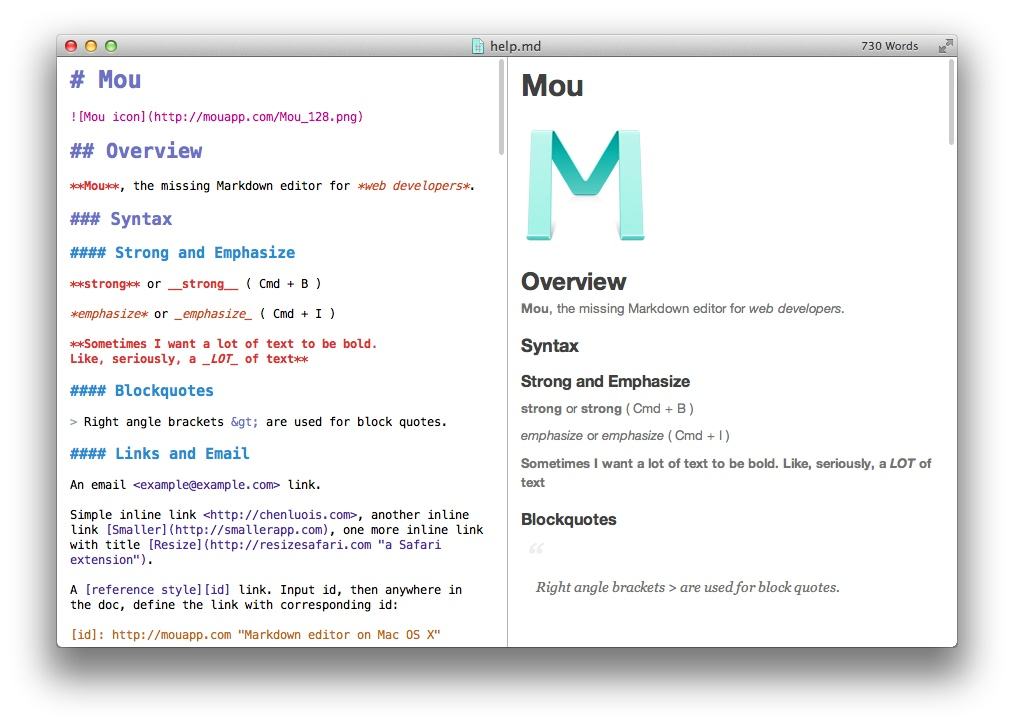 help.md
730 Words
# Mou
![Mou icon](http://mouapp.com/Mou_128.png)
## Overview
**Mou**, the missing Markdown editor for *web developers*.
### Syntax
#### Strong and Emphasize
**strong** or __strong__ ( Cmd + B )
*emphasize* or _emphasize_ ( Cmd + I )
**Sometimes I want a lot of text to be bold.
Like, seriously, a _LOT_ of text**
#### Blockquotes
> Right angle brackets &gt; are used for block quotes.
#### Links and Email
An email <example@example.com> link.
Simple inline link <http://chenluois.com>, another inline
link [Smaller](http://smallerapp.com), one more inline link
with title [Resize](http://resizesafari.com "a Safari
extension").
A [reference style][id] link. Input id, then anywhere in
the doc, define the link with corresponding id:
[id]: http://mouapp.com "Markdown editor on Mac OS X"
Mou
M
Overview
Mou, the missing Markdown editor for web developers.
Syntax
Strong and Emphasize
strong or strong ( Cmd + B )
emphasize or emphasize ( Cmd + I )
Sometimes I want a lot of text to be bold. Like, seriously, a LOT of
text
Blockquotes
“
Right angle brackets > are used for block quotes.